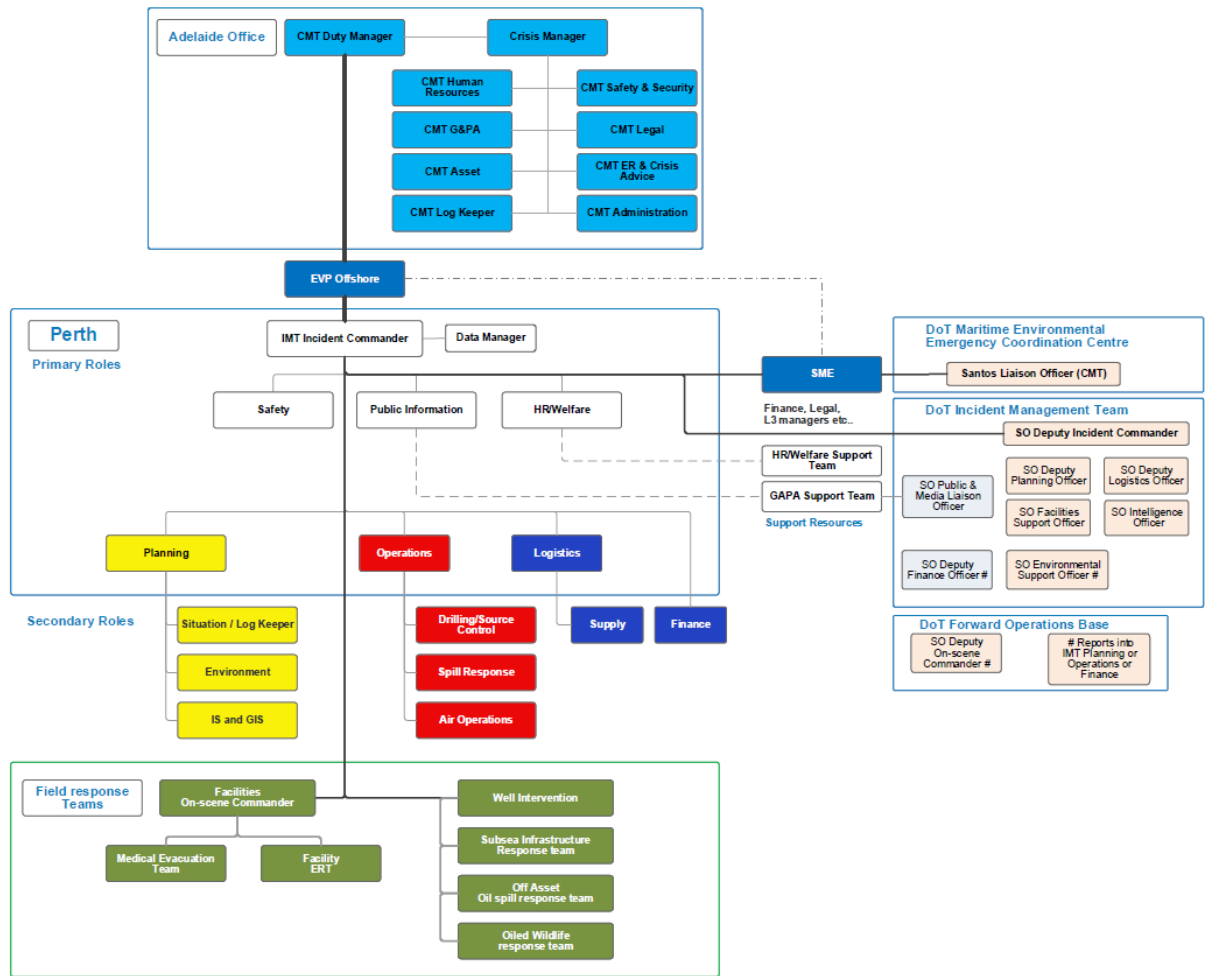 Adelaide Office
CMT Duty Manager
Crisis Manager
CMT Human
Resources
CMT Safety & Security
CMT G&PA
CMT Legal
CMT Asset
CMT ER & Crisis
Advice
CMT Log Keeper
CMT Administration
EVP Offshore
Perth
Primary Roles
IMT Incident Commander
Data Manager
Safety
Public Information
HR/Welfare
SME
Finance, Legal,
L3 managers etc..
HR/Welfare Support
Team
GAPA Support Team
Support Resources
DoT Maritime Environmental
Emergency Coordination Centre
Santos Liaison Officer (CMT)
DoT Incident Management Team
SO Deputy Incident Commander
SO Public &
Media Liaison
Officer
SO Deputy
Planning Officer
SO Deputy
Logistics Officer
SO Facilities
Support Officer
SO Intelligence
Officer
SO Deputy
Finance Officer #
SO Environmental
Support Officer #
DoT Forward Operations Base
SO Deputy
On-scene
Commander #
# Reports into
IMT Planning or
Operations or
Finance
Planning
Operations
Logistics
Secondary Roles
Situation / Log Keeper
Environment
IS and GIS
Drilling/Source
Control
Spill Response
Air Operations
Supply
Finance
Field response
Teams
Facilities
On-scene Commander
Medical Evacuation
Team
Facility
ERT
Well Intervention
Subsea Infrastructure
Response team
Off Asset
Oil spill response team
Oiled Wildlife
response team